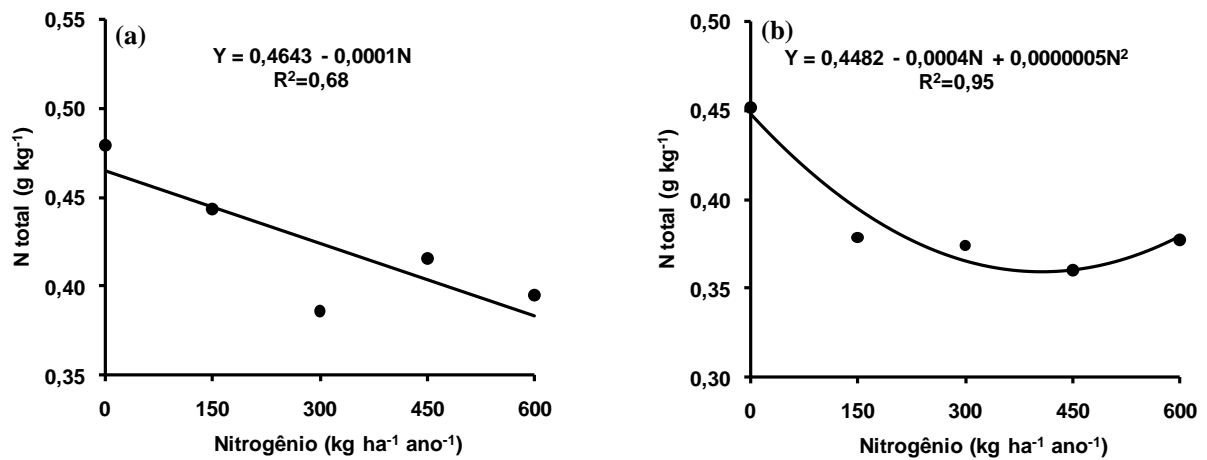 (a)
Y = 0,4643 - 0,0001N
R²=0,68
N total (g kg⁻¹)
0,55
0,50
0,45
0,40
0,35
0 150 300 450 600
Nitrogênio (kg ha⁻¹ ano⁻¹)
(b)
Y = 0,4482 - 0,0004N + 0,0000005N²
R²=0,95
N total (g kg⁻¹)
0,50
0,45
0,40
0,35
0,30
0 150 300 450 600
Nitrogênio (kg ha⁻¹ ano⁻¹)